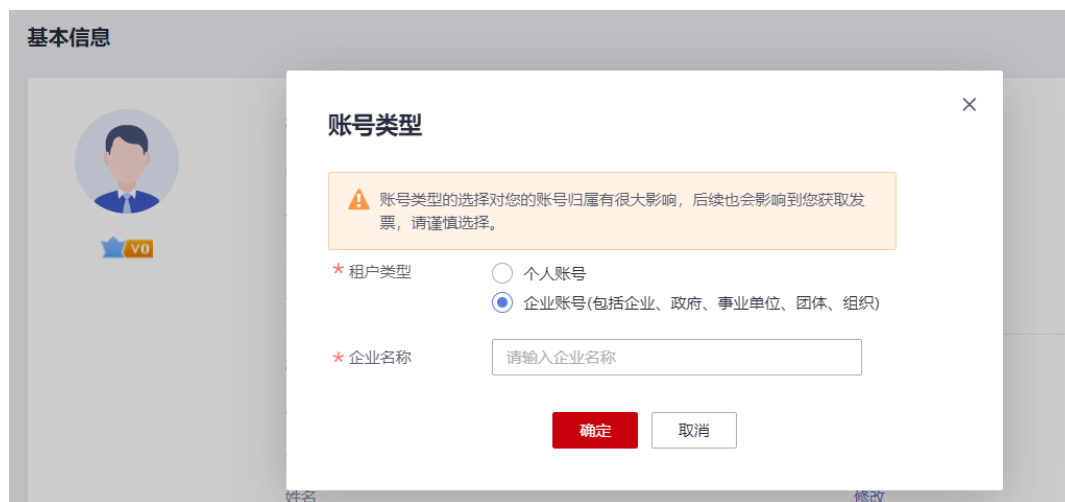 基本信息
账号类型
账号类型的选择对您的账号归属有很大影响，后续也会影响到您获取发
票，请谨慎选择。
V0
* 租户类型
个人账号
企业账号(包括企业、政府、事业单位、团体、组织)
* 企业名称
请输入企业名称
确定
取消
姓名
修改